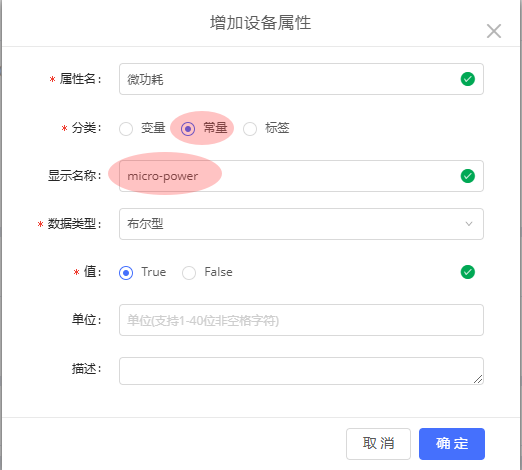 增加设备属性
* 属性名： 微功耗
* 分类： 变量 常量 标签
显示名称： micro-power
* 数据类型： 布尔型
* 值： True False
单位： 单位(支持1-40位非空格字符)
描述：
取 消 确 定